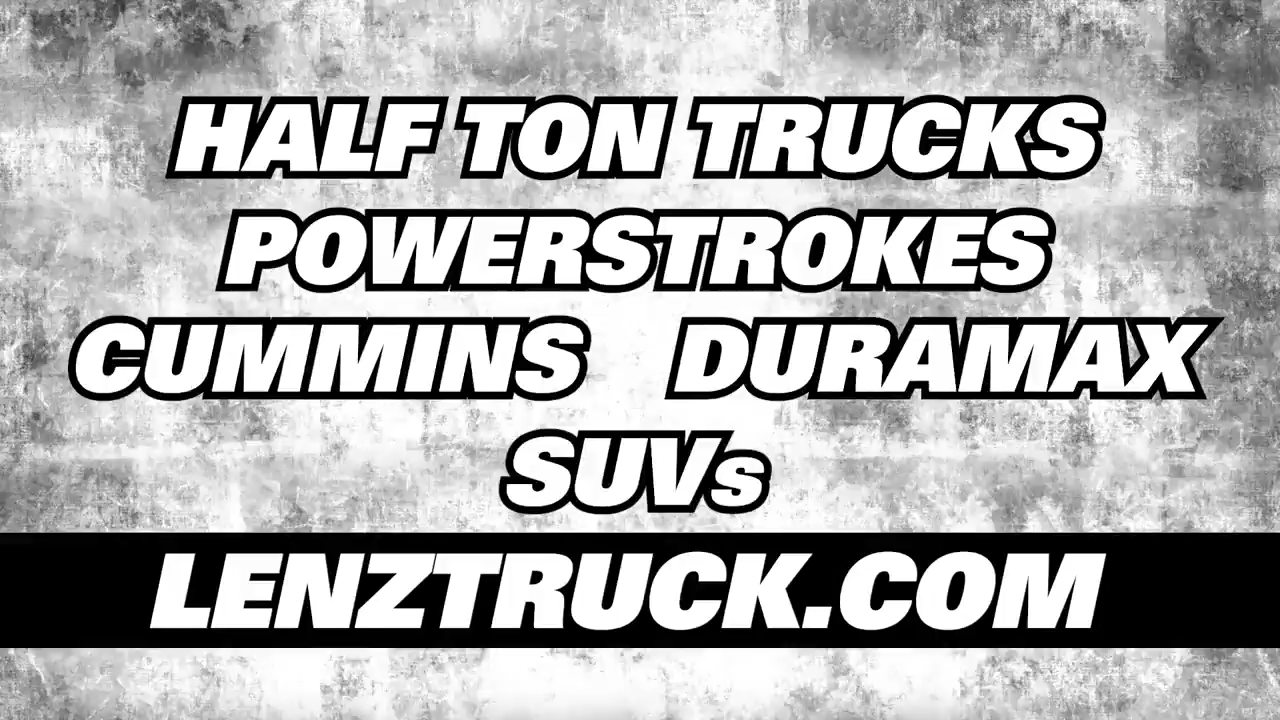 HALF TON TRUCKS
POWERSTROKES
CUMMINS DURAMAX
SUVs
LENZTRUCK.COM